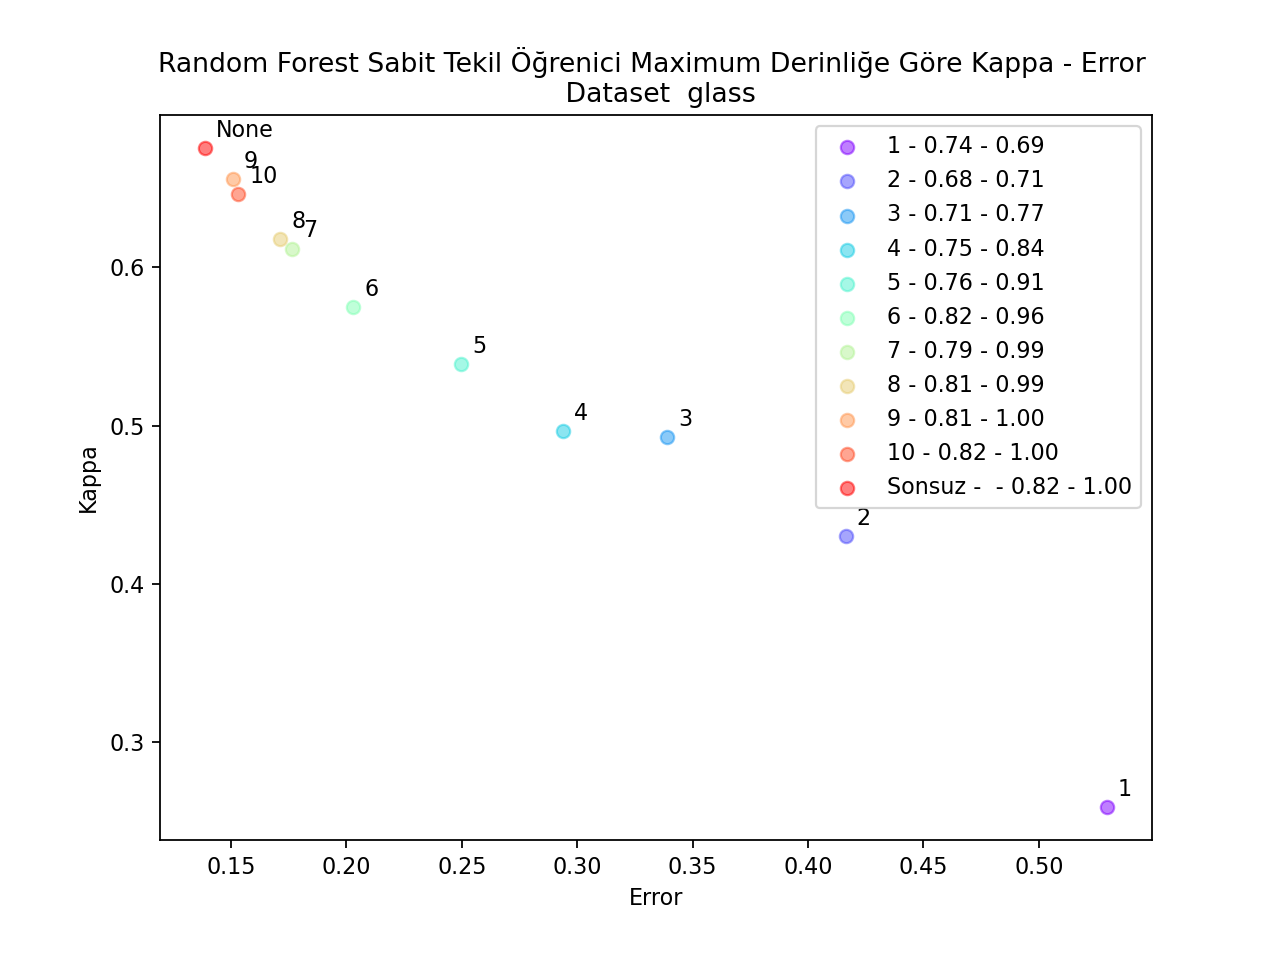 Random Forest Sabit Tekil Öğrenici Maximum Derinliğe Göre Kappa - Error
Dataset  glass
None
9
10
8
7
6
5
4
3
2
1
1 - 0.74 - 0.69
2 - 0.68 - 0.71
3 - 0.71 - 0.77
4 - 0.75 - 0.84
5 - 0.76 - 0.91
6 - 0.82 - 0.96
7 - 0.79 - 0.99
8 - 0.81 - 0.99
9 - 0.81 - 1.00
10 - 0.82 - 1.00
Sonsuz -  - 0.82 - 1.00
Kappa
0.6
0.5
0.4
0.3
0.15 0.20 0.25 0.30 0.35 0.40 0.45 0.50
Error